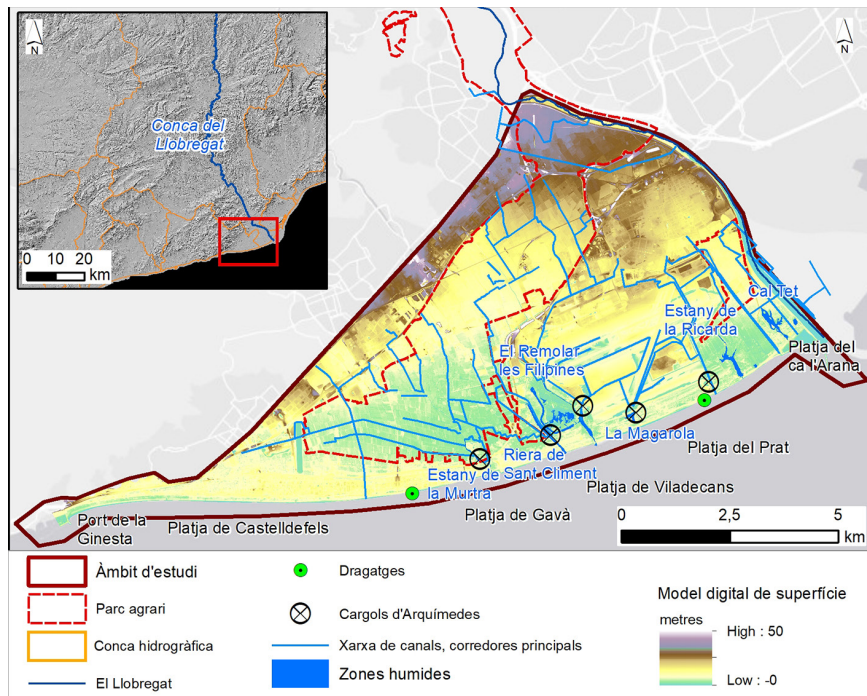 N
Conca del
Llobregat
0 10 20
km
N
Cal Tet
Estany de
la Ricarda
Platja del
ca l'Arana
El Remolar
les Filipines
La Magarola
Platja del Prat
Riera de
Sant Climent
Estany de
la Murtra
Platja de Viladecans
Platja de Gavà
Platja de Castelldefels
Port de la
Ginesta
0 2,5 5
km
Àmbit d'estudi
Parc agrari
Conca hidrogràfica
El Llobregat
Dragatges
Cargols d'Arquímedes
Xarxa de canals, corredores principals
Zones humides
Model digital de superfície
metres
High : 50
Low : -0